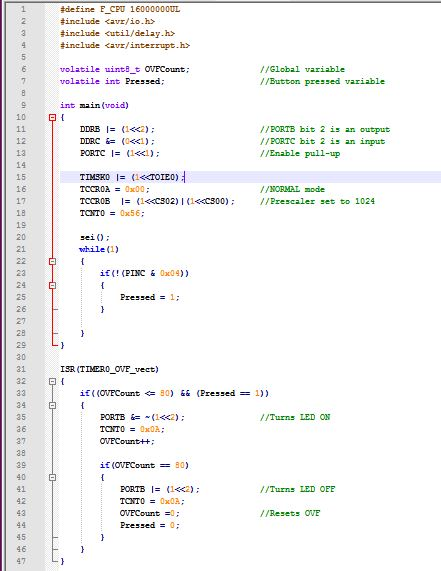 1 #define F_CPU 16000000UL
2 #include <avr/io.h>
3 #include <util/delay.h>
4 #include <avr/interrupt.h>
5
6 volatile uint8_t OVFCount; //Global variable
7 volatile int Pressed; //Button pressed variable
8
9 int main(void)
10 {
11 DDRB |= (1<<2); //PORTB bit 2 is an output
12 DDRC &= (0<<1); //PORTC bit 2 is an input
13 PORTC |= (1<<1); //Enable pull-up
14
15 TIMSK0 |= (1<<TOIE0);
16 TCCR0A = 0x00; //NORMAL mode
17 TCCR0B |= (1<<CS02)|(1<<CS00); //Prescaler set to 1024
18 TCNT0 = 0x56;
19
20 sei();
21 while(1)
22 {
23 if(!(PINC & 0x04))
24 {
25 Pressed = 1;
26 }
27
28 }
29 }
30
31 ISR(TIMER0_OVF_vect)
32 {
33 if((OVFCount <= 80) && (Pressed == 1))
34 {
35 PORTB &= ~(1<<2); //Turns LED ON
36 TCNT0 = 0x0A;
37 OVFCount++;
38
39 if(OVFCount == 80)
40 {
41 PORTB |= (1<<2); //Turns LED OFF
42 TCNT0 = 0x0A;
43 OVFCount =0; //Resets OVF
44 Pressed = 0;
45 }
46 }
47 }